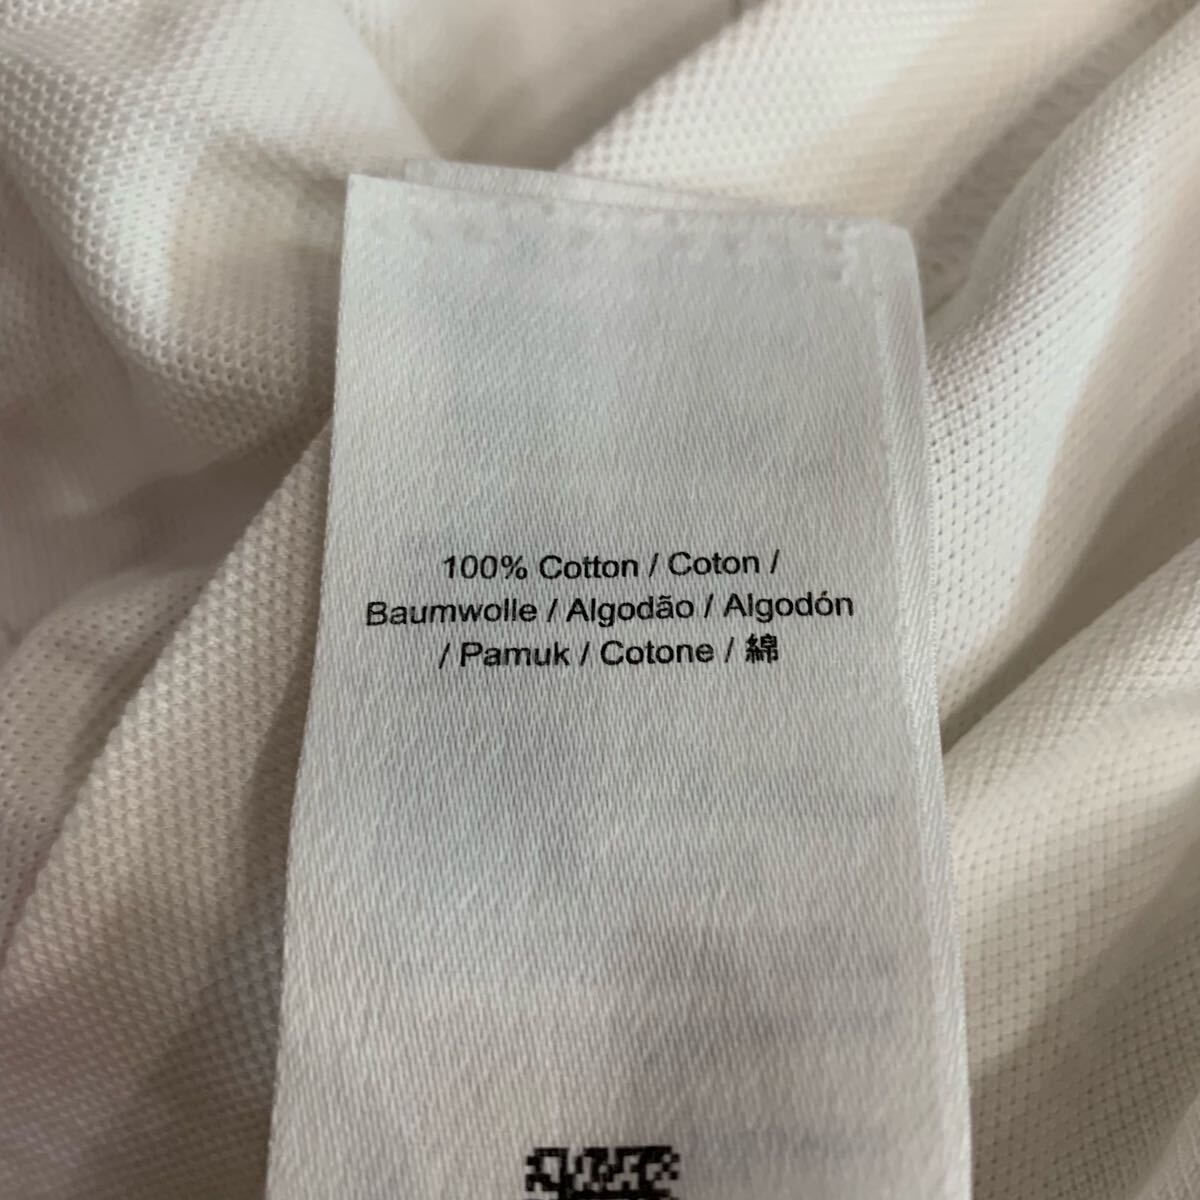 100% Cotton / Coton /
Baumwolle / Algodão / Algodón
/ Pamuk / Cotone / 綿